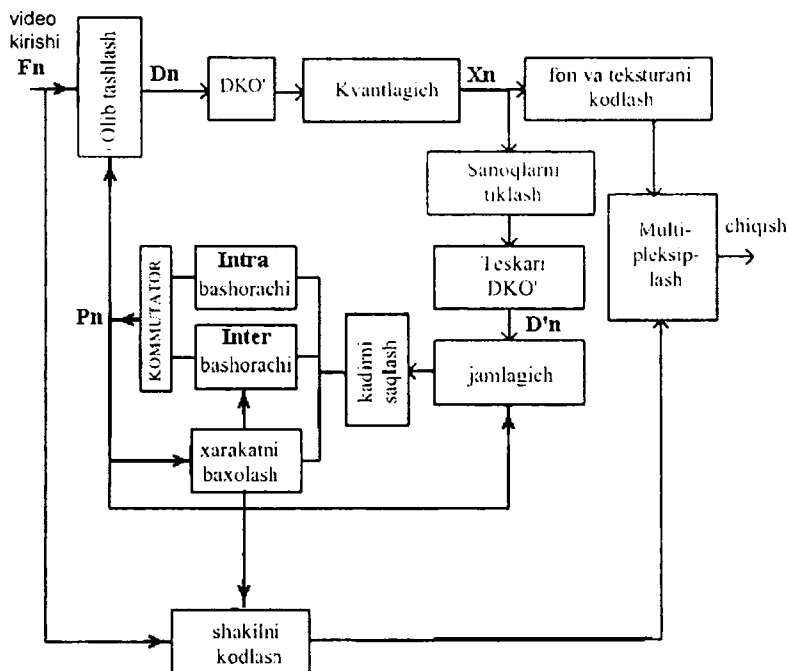 video
kirishi
Fn
Olib tashlash
Dn
DKO'
Kvantlagich
Xn
fon va teksturani
kodlash
Sanoqlarni
tiklash
Multi-
pleksip-
lash
chiqish
Teskari
DKO'
D'n
Intra
bashorachi
KOMMUTATOR
Pn
Inter
bashorachi
kadirni
saqlash
jamlagich
xarakatni
baxolash
shakilni
kodlash